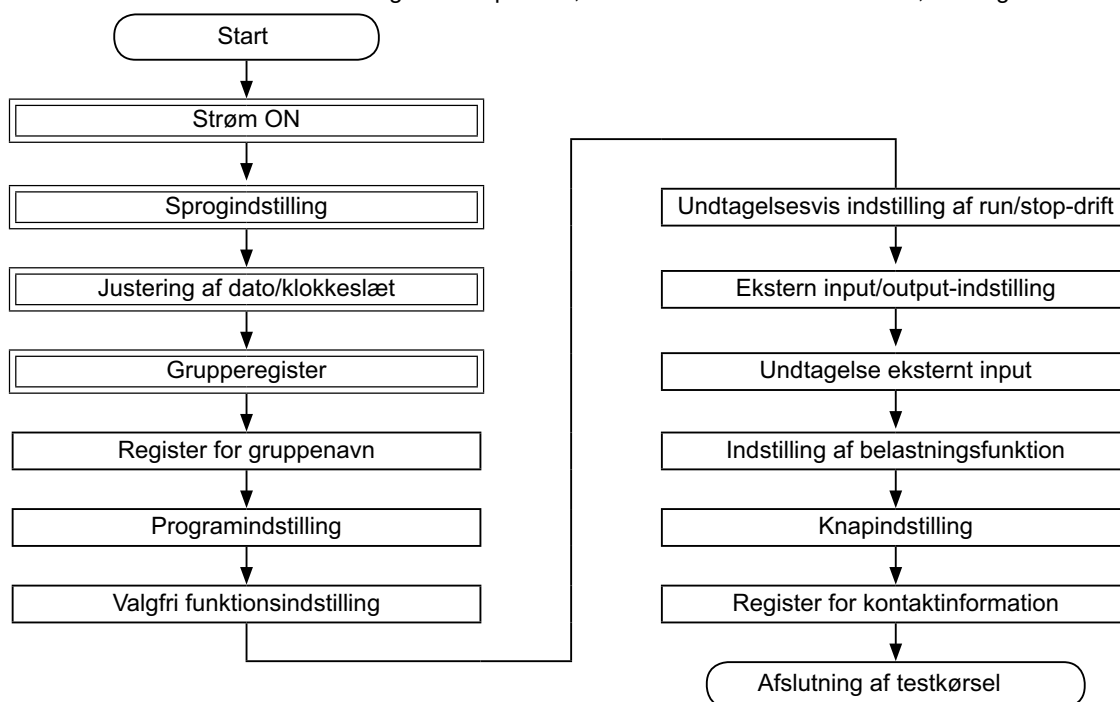 Start
Strøm ON
Sprogindstilling
Justering af dato/klokkeslæt
Grupperegister
Register for gruppenavn
Programindstilling
Valgfri funktionsindstilling
Undtagelsesvis indstilling af run/stop-drift
Ekstern input/output-indstilling
Undtagelse eksternt input
Indstilling af belastningsfunktion
Knapindstilling
Register for kontaktinformation
Afslutning af testkørsel